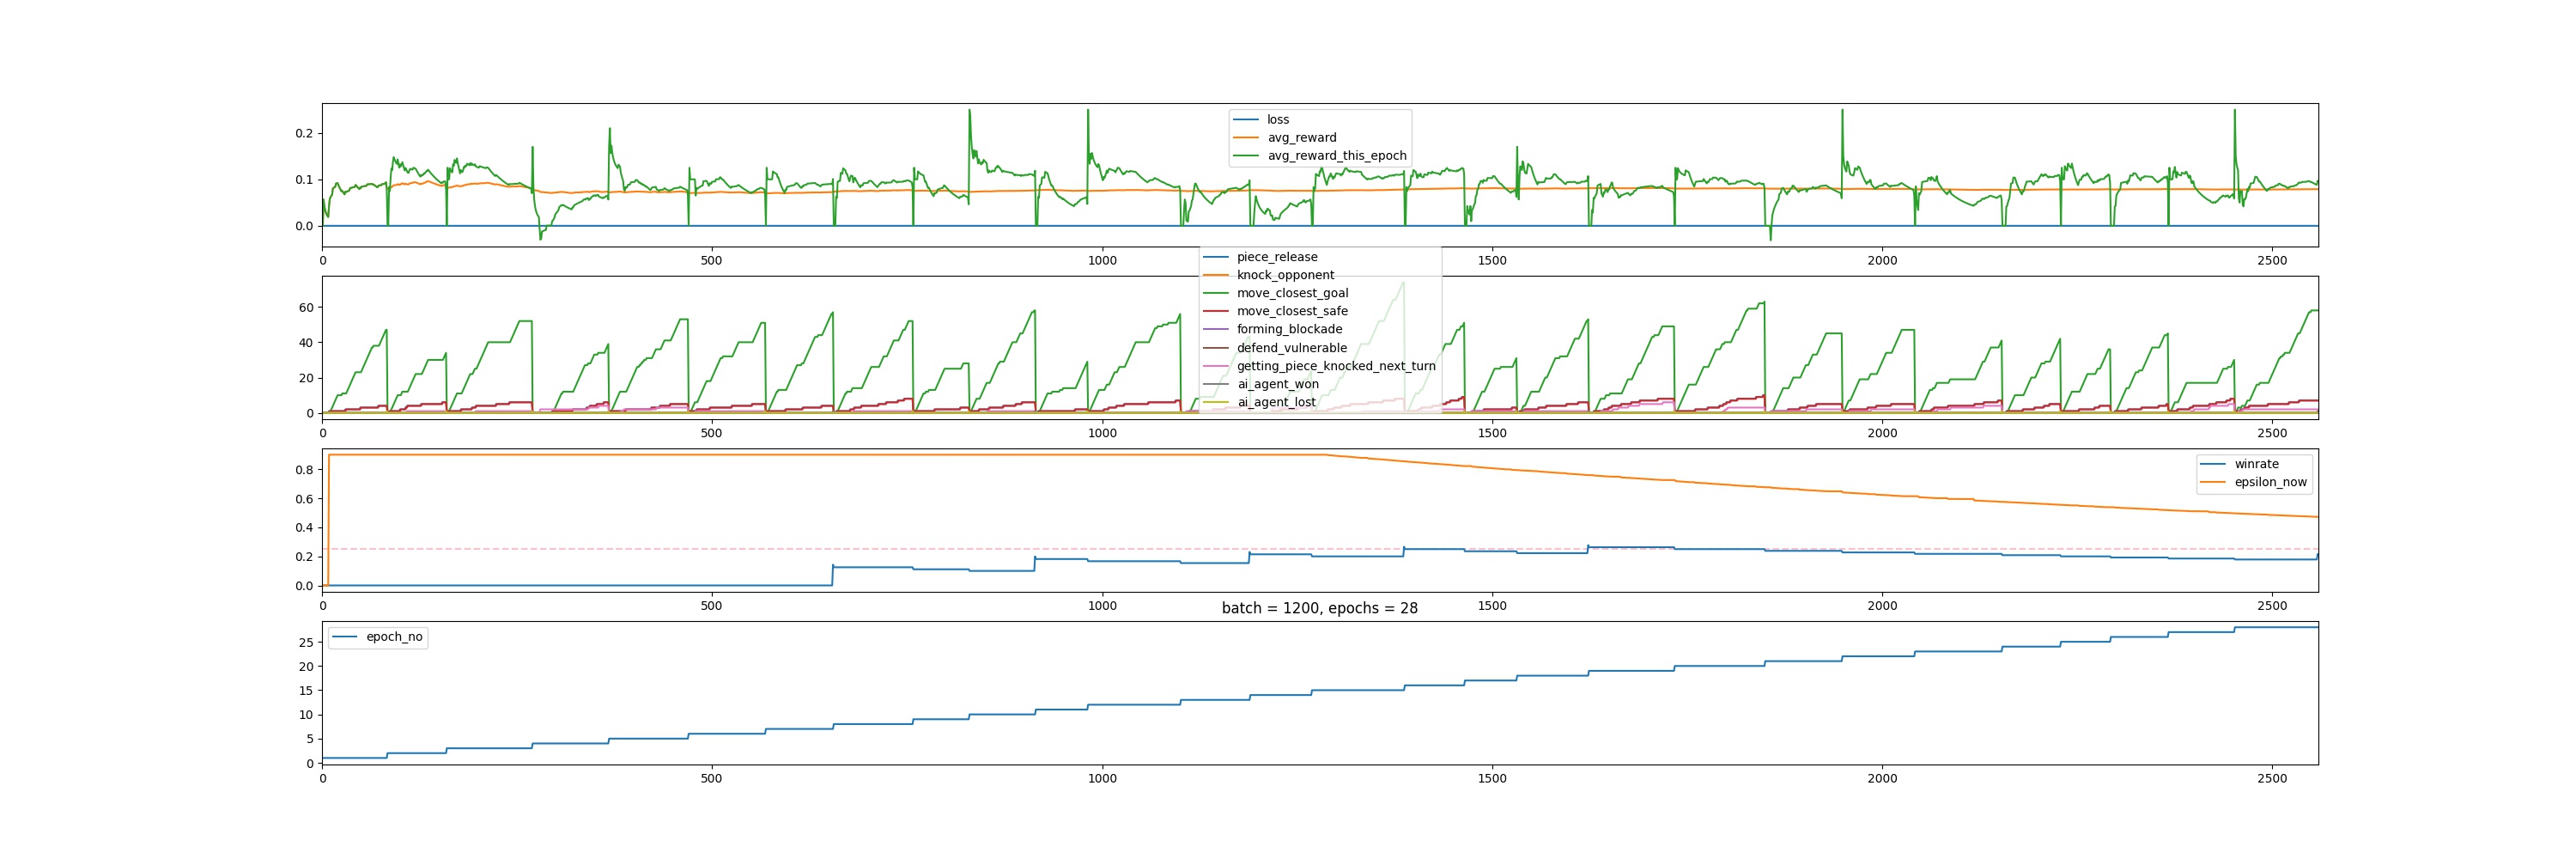 loss
avg_reward
avg_reward_this_epoch
0.2
0.1
0.0
0 500 1000 1500 2000 2500
piece_release
knock_opponent
move_closest_goal
move_closest_safe
forming_blockade
defend_vulnerable
getting_piece_knocked_next_turn
ai_agent_won
ai_agent_lost
60
40
20
0
0 500 1000 1500 2000 2500
winrate
epsilon_now
0.8
0.6
0.4
0.2
0.0
0 500 1000 1500 2000 2500
batch = 1200, epochs = 28
epoch_no
25
20
15
10
5
0
0 500 1000 1500 2000 2500